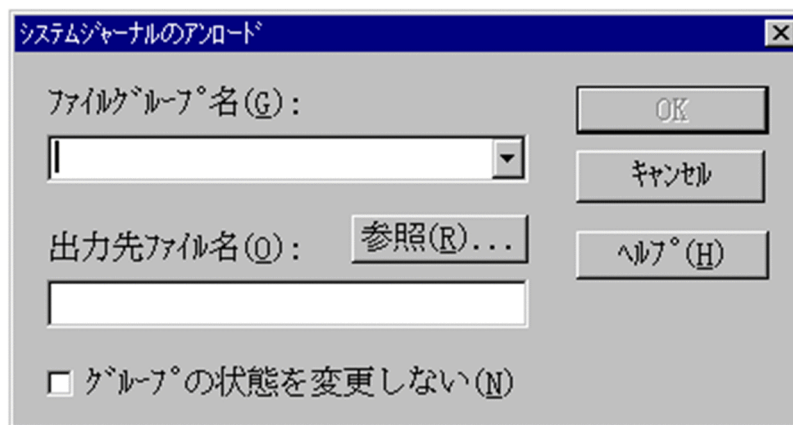 ｼｽﾃﾑｼﾞｬｰﾅﾙのｱﾝﾛｰﾄﾞ
ﾌｧｲﾙｸﾞﾙｰﾌﾟ名(G):
OK
ｷｬﾝｾﾙ
出力先ﾌｧｲﾙ名(O):
参照(R)...
ﾍﾙﾌﾟ(H)
ｸﾞﾙｰﾌﾟの状態を変更しない(N)